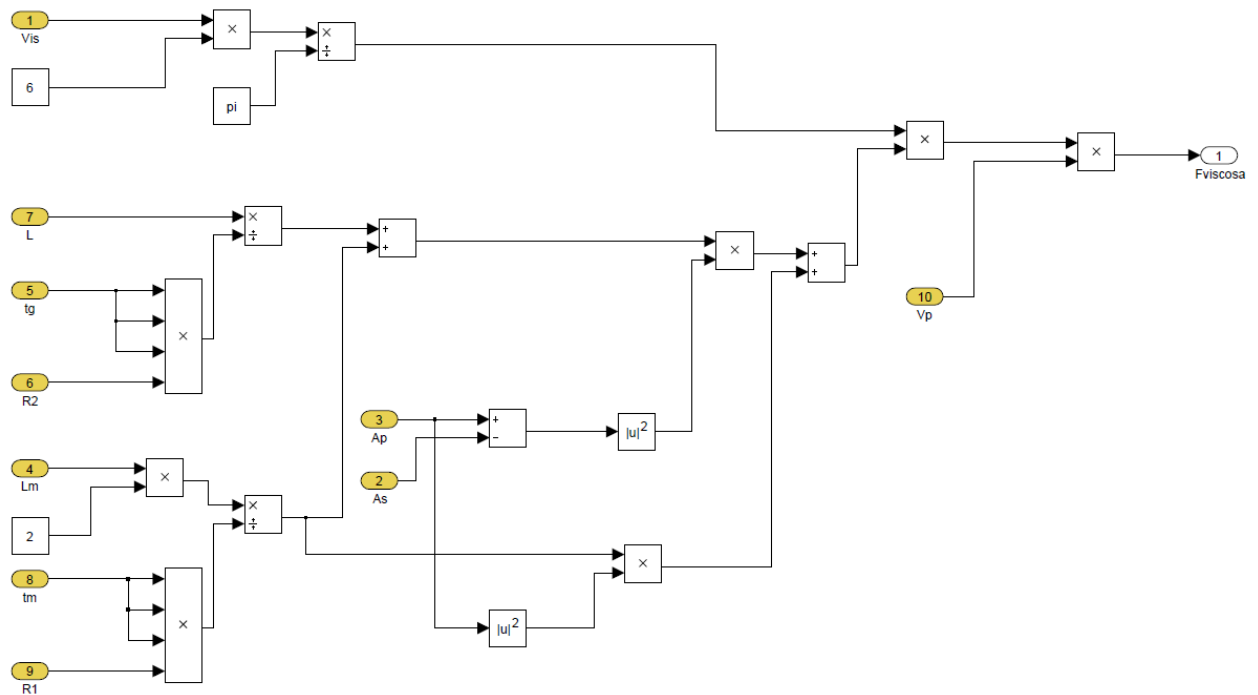 1
Vis
×
×
÷
6
pi
×
×
1
Fviscosa
7
L
×
÷
+
+
×
+
+
5
tg
×
10
Vp
6
R2
3
Ap
+
−
|u|2
4
Lm
×
2
As
×
÷
2
×
8
tm
×
|u|2
9
R1